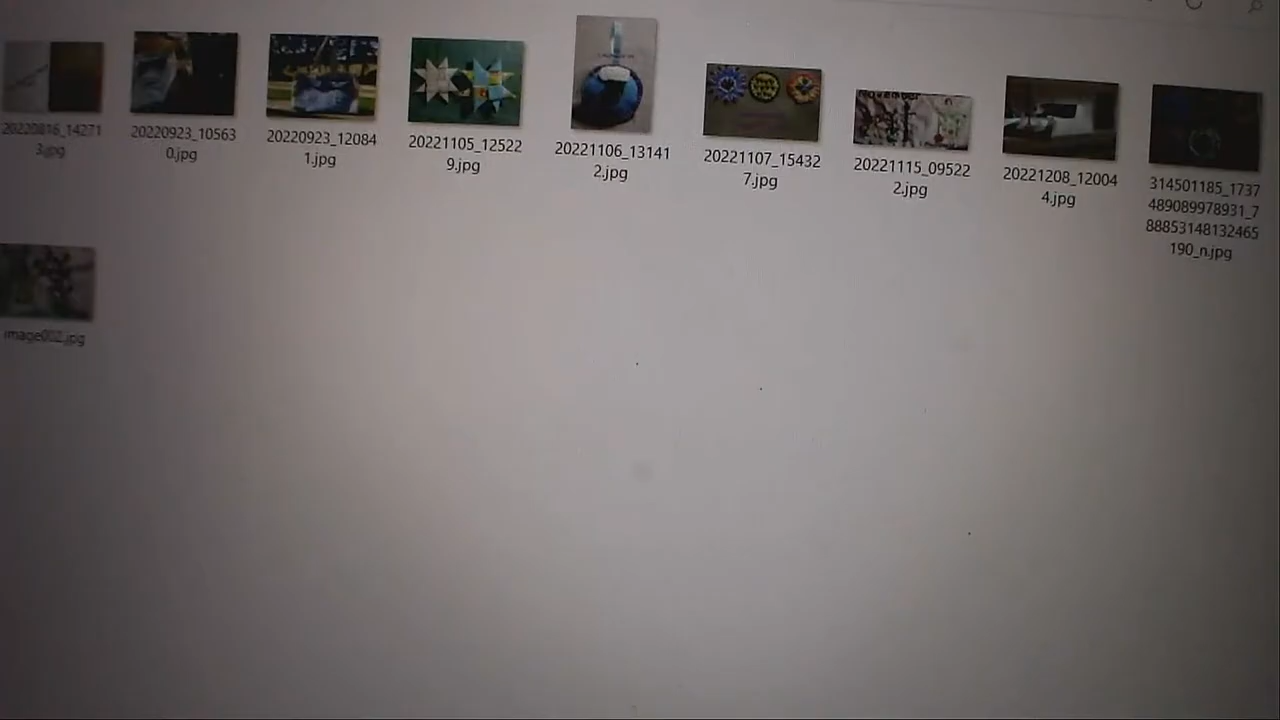 20220816_14271
3.jpg
20220923_10563
0.jpg
20220923_12084
1.jpg
20221105_12522
9.jpg
20221106_13141
2.jpg
20221107_15432
7.jpg
20221115_09522
2.jpg
20221208_12004
4.jpg
314501185_1737
489089978931_7
88853148132465
190_n.jpg
image002.jpg